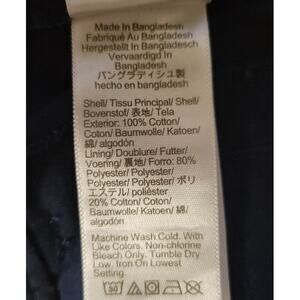 Made In Bangladesh
Fabriqué Au Bangladesh
Hergestellt In Bangladesch
Vervaardigd In
Bangladesh
バングラディシュ製
hecho en bangladesh
Shell/ Tissu Principal/ Shell/
Bovenstof/ 表地/ Tela
Exterior: 100% Cotton/
Coton/ Baumwolle/ Katoen/
綿/ algodón
Lining/ Doublure/ Futter/
Voering/ 裏地/ Forro: 80%
Polyester/ Polyester/
Polyester/ Polyester/ ポリ
エステル/ poliéster
20% Cotton/ Coton/
Baumwolle/ Katoen/ 綿/
algodón
Machine Wash Cold. With
Like Colors. Non-chlorine
Bleach Only. Tumble Dry
Low. Iron On Lowest
Setting.